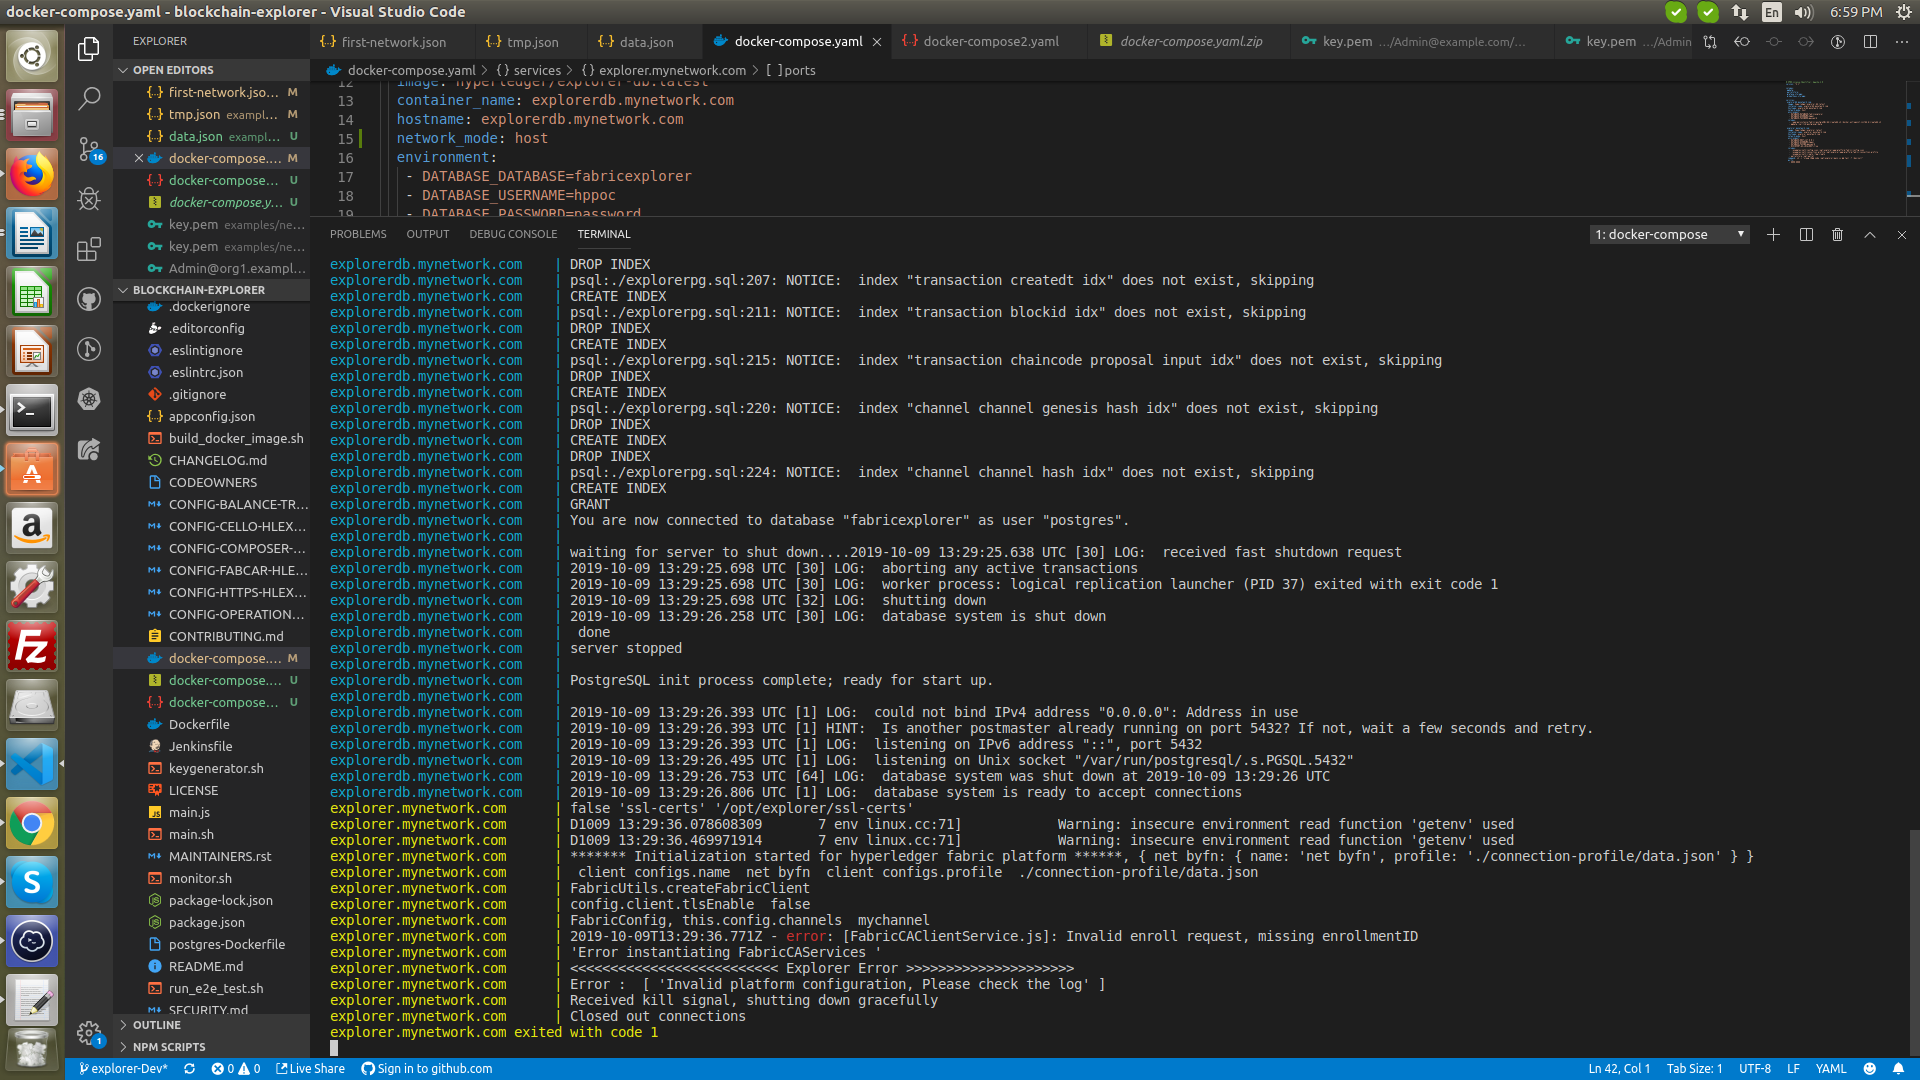 docker-compose.yaml - blockchain-explorer - Visual Studio Code
En
6:59 PM
EXPLORER
first-network.json
tmp.json
data.json
docker-compose.yaml
docker-compose2.yaml
docker-compose.yaml.zip
key.pem .../Admin@example.com/...
key.pem .../Admin
OPEN EDITORS
docker-compose.yaml > { } services > { } explorer.mynetwork.com > [ ] ports
first-network.jso... M
tmp.json exampl... M
data.json exampl... U
docker-compose.... M
docker-compose... U
docker-compose.y... U
key.pem examples/ne...
key.pem examples/ne...
Admin@org1.exampl...
BLOCKCHAIN-EXPLORER
.dockerignore
.editorconfig
.eslintignore
.eslintrc.json
.gitignore
appconfig.json
build_docker_image.sh
CHANGELOG.md
CODEOWNERS
CONFIG-BALANCE-TR...
CONFIG-CELLO-HLEX...
CONFIG-COMPOSER-...
CONFIG-FABCAR-HLE...
CONFIG-HTTPS-HLEX...
CONFIG-OPERATION...
CONTRIBUTING.md
docker-compose.... M
docker-compose.... U
docker-compose... U
Dockerfile
Jenkinsfile
keygenerator.sh
LICENSE
main.js
main.sh
MAINTAINERS.rst
monitor.sh
package-lock.json
package.json
postgres-Dockerfile
README.md
run_e2e_test.sh
SECURITY.md
OUTLINE
NPM SCRIPTS
16
1
12 image: hyperledger/explorer-db:latest
13 container_name: explorerdb.mynetwork.com
14 hostname: explorerdb.mynetwork.com
15 network_mode: host
16 environment:
17 - DATABASE_DATABASE=fabricexplorer
18 - DATABASE_USERNAME=hppoc
19 - DATABASE_PASSWORD=password
PROBLEMS OUTPUT DEBUG CONSOLE TERMINAL
1: docker-compose
explorerdb.mynetwork.com | DROP INDEX
explorerdb.mynetwork.com | psql:./explorerpg.sql:207: NOTICE:  index "transaction createdt idx" does not exist, skipping
explorerdb.mynetwork.com | CREATE INDEX
explorerdb.mynetwork.com | psql:./explorerpg.sql:211: NOTICE:  index "transaction blockid idx" does not exist, skipping
explorerdb.mynetwork.com | DROP INDEX
explorerdb.mynetwork.com | CREATE INDEX
explorerdb.mynetwork.com | psql:./explorerpg.sql:215: NOTICE:  index "transaction chaincode proposal input idx" does not exist, skipping
explorerdb.mynetwork.com | DROP INDEX
explorerdb.mynetwork.com | CREATE INDEX
explorerdb.mynetwork.com | psql:./explorerpg.sql:220: NOTICE:  index "channel channel genesis hash idx" does not exist, skipping
explorerdb.mynetwork.com | DROP INDEX
explorerdb.mynetwork.com | CREATE INDEX
explorerdb.mynetwork.com | DROP INDEX
explorerdb.mynetwork.com | psql:./explorerpg.sql:224: NOTICE:  index "channel channel hash idx" does not exist, skipping
explorerdb.mynetwork.com | CREATE INDEX
explorerdb.mynetwork.com | GRANT
explorerdb.mynetwork.com | You are now connected to database "fabricexplorer" as user "postgres".
explorerdb.mynetwork.com |
explorerdb.mynetwork.com | waiting for server to shut down....2019-10-09 13:29:25.638 UTC [30] LOG:  received fast shutdown request
explorerdb.mynetwork.com | 2019-10-09 13:29:25.698 UTC [30] LOG:  aborting any active transactions
explorerdb.mynetwork.com | 2019-10-09 13:29:25.698 UTC [30] LOG:  worker process: logical replication launcher (PID 37) exited with exit code 1
explorerdb.mynetwork.com | 2019-10-09 13:29:25.698 UTC [32] LOG:  shutting down
explorerdb.mynetwork.com | 2019-10-09 13:29:26.258 UTC [30] LOG:  database system is shut down
explorerdb.mynetwork.com |  done
explorerdb.mynetwork.com | server stopped
explorerdb.mynetwork.com |
explorerdb.mynetwork.com | PostgreSQL init process complete; ready for start up.
explorerdb.mynetwork.com |
explorerdb.mynetwork.com | 2019-10-09 13:29:26.393 UTC [1] LOG:  could not bind IPv4 address "0.0.0.0": Address in use
explorerdb.mynetwork.com | 2019-10-09 13:29:26.393 UTC [1] HINT:  Is another postmaster already running on port 5432? If not, wait a few seconds and retry.
explorerdb.mynetwork.com | 2019-10-09 13:29:26.393 UTC [1] LOG:  listening on IPv6 address "::", port 5432
explorerdb.mynetwork.com | 2019-10-09 13:29:26.495 UTC [1] LOG:  listening on Unix socket "/var/run/postgresql/.s.PGSQL.5432"
explorerdb.mynetwork.com | 2019-10-09 13:29:26.753 UTC [64] LOG:  database system was shut down at 2019-10-09 13:29:26 UTC
explorerdb.mynetwork.com | 2019-10-09 13:29:26.806 UTC [1] LOG:  database system is ready to accept connections
explorer.mynetwork.com | false 'ssl-certs' '/opt/explorer/ssl-certs'
explorer.mynetwork.com | D1009 13:29:36.078608309       7 env linux.cc:71]            Warning: insecure environment read function 'getenv' used
explorer.mynetwork.com | D1009 13:29:36.469971914       7 env linux.cc:71]            Warning: insecure environment read function 'getenv' used
explorer.mynetwork.com | ******* Initialization started for hyperledger fabric platform ******, { net byfn: { name: 'net byfn', profile: './connection-profile/data.json' } }
explorer.mynetwork.com |  client configs.name  net byfn  client configs.profile  ./connection-profile/data.json
explorer.mynetwork.com | FabricUtils.createFabricClient
explorer.mynetwork.com | config.client.tlsEnable  false
explorer.mynetwork.com | FabricConfig, this.config.channels  mychannel
explorer.mynetwork.com | 2019-10-09T13:29:36.771Z - error: [FabricCAClientService.js]: Invalid enroll request, missing enrollmentID
explorer.mynetwork.com | 'Error instantiating FabricCAServices '
explorer.mynetwork.com | <<<<<<<<<<<<<<<<<<<<<<<<<< Explorer Error >>>>>>>>>>>>>>>>>>>>>
explorer.mynetwork.com | Error :  [ 'Invalid platform configuration, Please check the log' ]
explorer.mynetwork.com | Received kill signal, shutting down gracefully
explorer.mynetwork.com | Closed out connections
explorer.mynetwork.com exited with code 1
explorer-Dev* 0 0 Live Share Sign in to github.com
Ln 42, Col 1 Tab Size: 1 UTF-8 LF YAML